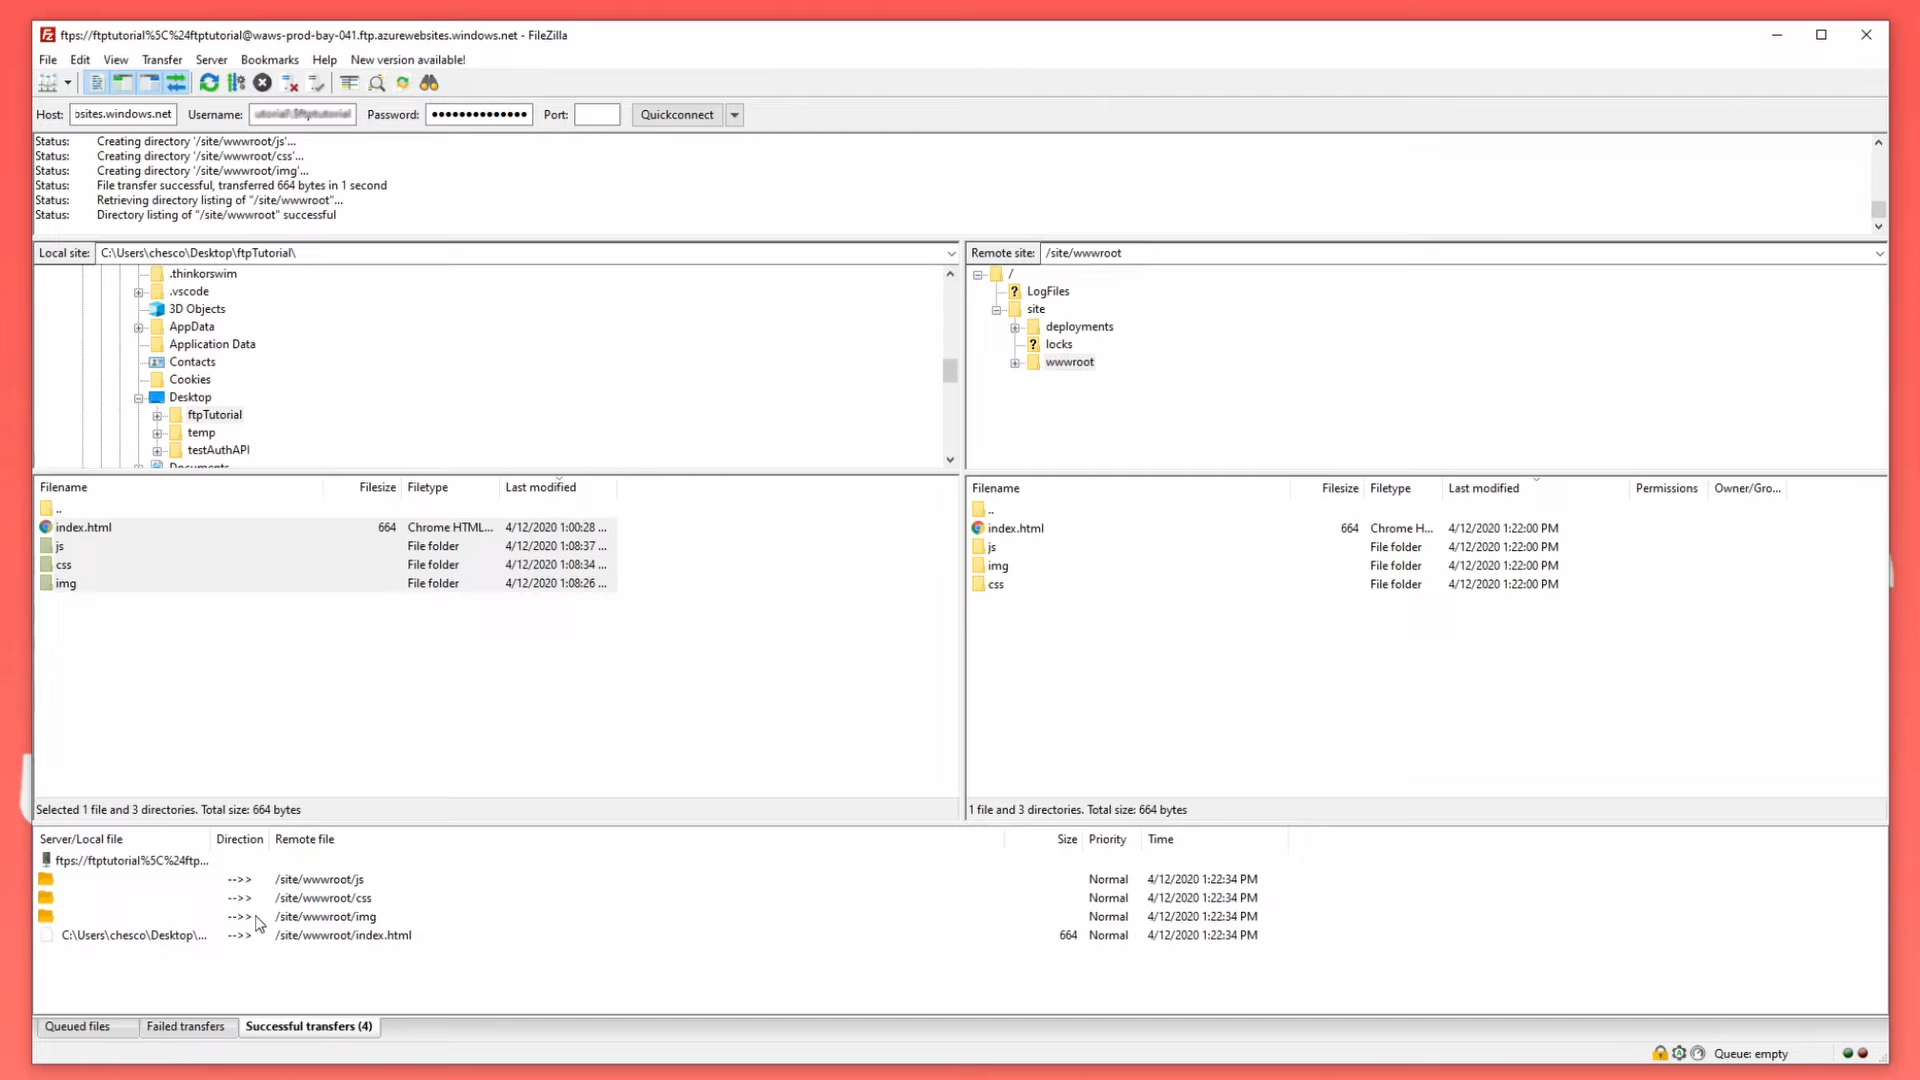 ftps://ftptutorial%5C%24ftptutorial@waws-prod-bay-041.ftp.azurewebsites.windows.net - FileZilla
File Edit View Transfer Server Bookmarks Help New version available!
Host: osites.windows.net Username: utorial\$ftptutorial Password: ●●●●●●●●●●●●●●● Port: Quickconnect
Status: Creating directory '/site/wwwroot/js'...
Status: Creating directory '/site/wwwroot/css'...
Status: Creating directory '/site/wwwroot/img'...
Status: File transfer successful, transferred 664 bytes in 1 second
Status: Retrieving directory listing of "/site/wwwroot"...
Status: Directory listing of "/site/wwwroot" successful
Local site: C:\Users\chesco\Desktop\ftpTutorial\
.thinkorswim
.vscode
3D Objects
AppData
Application Data
Contacts
Cookies
Desktop
ftpTutorial
temp
testAuthAPI
Documents
Remote site: /site/wwwroot
/
LogFiles
site
deployments
locks
wwwroot
Filename Filesize Filetype Last modified
..
index.html 664 Chrome HTML... 4/12/2020 1:00:28 ...
js File folder 4/12/2020 1:08:37 ...
css File folder 4/12/2020 1:08:34 ...
img File folder 4/12/2020 1:08:26 ...
Selected 1 file and 3 directories. Total size: 664 bytes
Filename Filesize Filetype Last modified Permissions Owner/Gro...
..
index.html 664 Chrome H... 4/12/2020 1:22:00 PM
js File folder 4/12/2020 1:22:00 PM
img File folder 4/12/2020 1:22:00 PM
css File folder 4/12/2020 1:22:00 PM
1 file and 3 directories. Total size: 664 bytes
Server/Local file Direction Remote file Size Priority Time
ftps://ftptutorial%5C%24ftp...
-->> /site/wwwroot/js Normal 4/12/2020 1:22:34 PM
-->> /site/wwwroot/css Normal 4/12/2020 1:22:34 PM
-->> /site/wwwroot/img Normal 4/12/2020 1:22:34 PM
C:\Users\chesco\Desktop\... -->> /site/wwwroot/index.html 664 Normal 4/12/2020 1:22:34 PM
Queued files Failed transfers Successful transfers (4)
Queue: empty